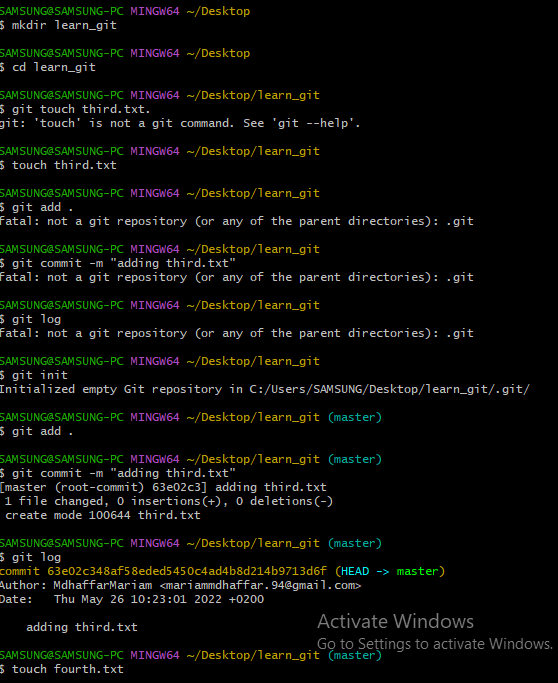 SAMSUNG@SAMSUNG-PC MINGW64 ~/Desktop
$ mkdir learn_git
SAMSUNG@SAMSUNG-PC MINGW64 ~/Desktop
$ cd learn_git
SAMSUNG@SAMSUNG-PC MINGW64 ~/Desktop/learn_git
$ git touch third.txt.
git: 'touch' is not a git command. See 'git --help'.
SAMSUNG@SAMSUNG-PC MINGW64 ~/Desktop/learn_git
$ touch third.txt
SAMSUNG@SAMSUNG-PC MINGW64 ~/Desktop/learn_git
$ git add .
fatal: not a git repository (or any of the parent directories): .git
SAMSUNG@SAMSUNG-PC MINGW64 ~/Desktop/learn_git
$ git commit -m "adding third.txt"
fatal: not a git repository (or any of the parent directories): .git
SAMSUNG@SAMSUNG-PC MINGW64 ~/Desktop/learn_git
$ git log
fatal: not a git repository (or any of the parent directories): .git
SAMSUNG@SAMSUNG-PC MINGW64 ~/Desktop/learn_git
$ git init
Initialized empty Git repository in C:/Users/SAMSUNG/Desktop/learn_git/.git/
SAMSUNG@SAMSUNG-PC MINGW64 ~/Desktop/learn_git (master)
$ git add .
SAMSUNG@SAMSUNG-PC MINGW64 ~/Desktop/learn_git (master)
$ git commit -m "adding third.txt"
[master (root-commit) 63e02c3] adding third.txt
1 file changed, 0 insertions(+), 0 deletions(-)
create mode 100644 third.txt
SAMSUNG@SAMSUNG-PC MINGW64 ~/Desktop/learn_git (master)
$ git log
commit 63e02c348af58eded5450c4ad4b8d214b9713d6f (HEAD -> master)
Author: MdhaffarMariam <mariammdhaffar.94@gmail.com>
Date:   Thu May 26 10:23:01 2022 +0200
adding third.txt
Activate Windows
Go to Settings to activate Windows.
SAMSUNG@SAMSUNG-PC MINGW64 ~/Desktop/learn_git (master)
$ touch fourth.txt